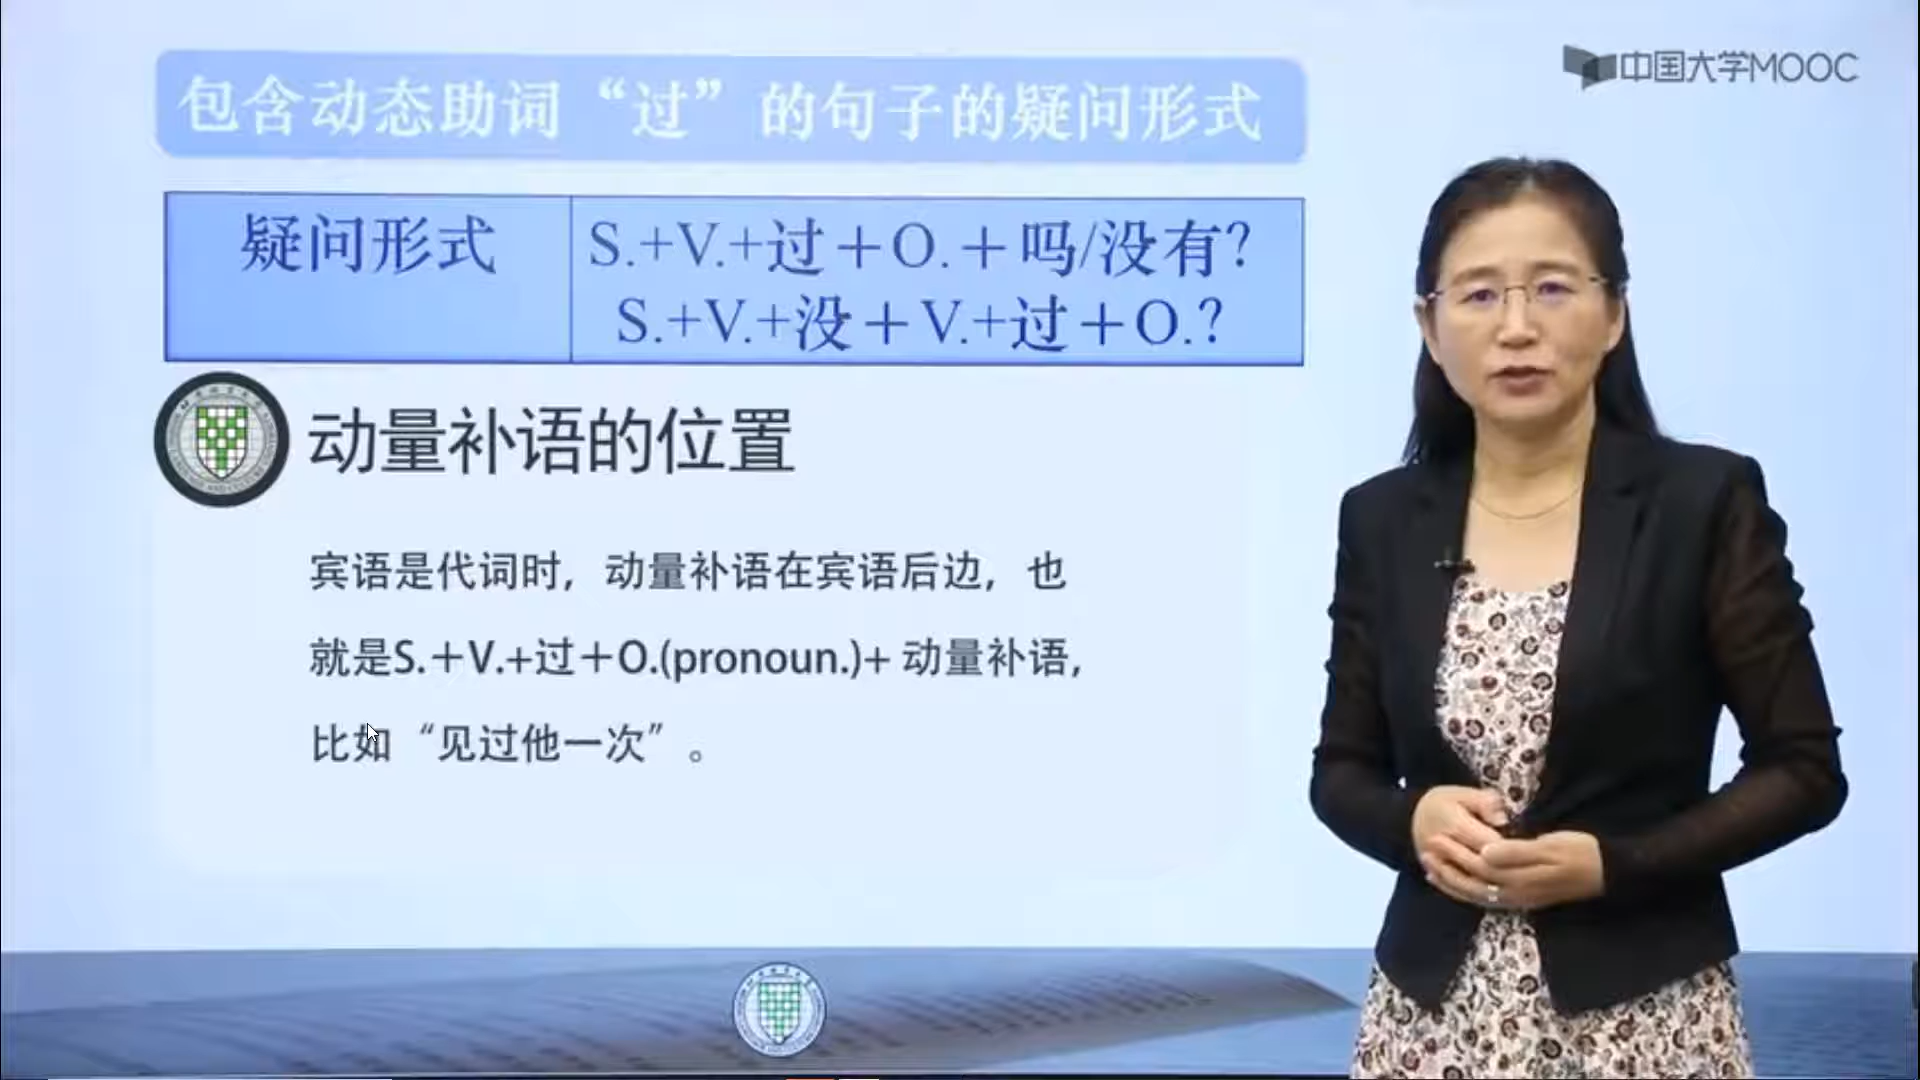 中国大学MOOC
包含动态助词“过”的句子的疑问形式
疑问形式
S.+V.+过＋O.＋吗/没有？
S.+V.+没＋V.+过＋O.？
动量补语的位置
宾语是代词时，动量补语在宾语后边，也
就是S.＋V.+过＋O.(pronoun.)+ 动量补语,
比如“见过他一次”。